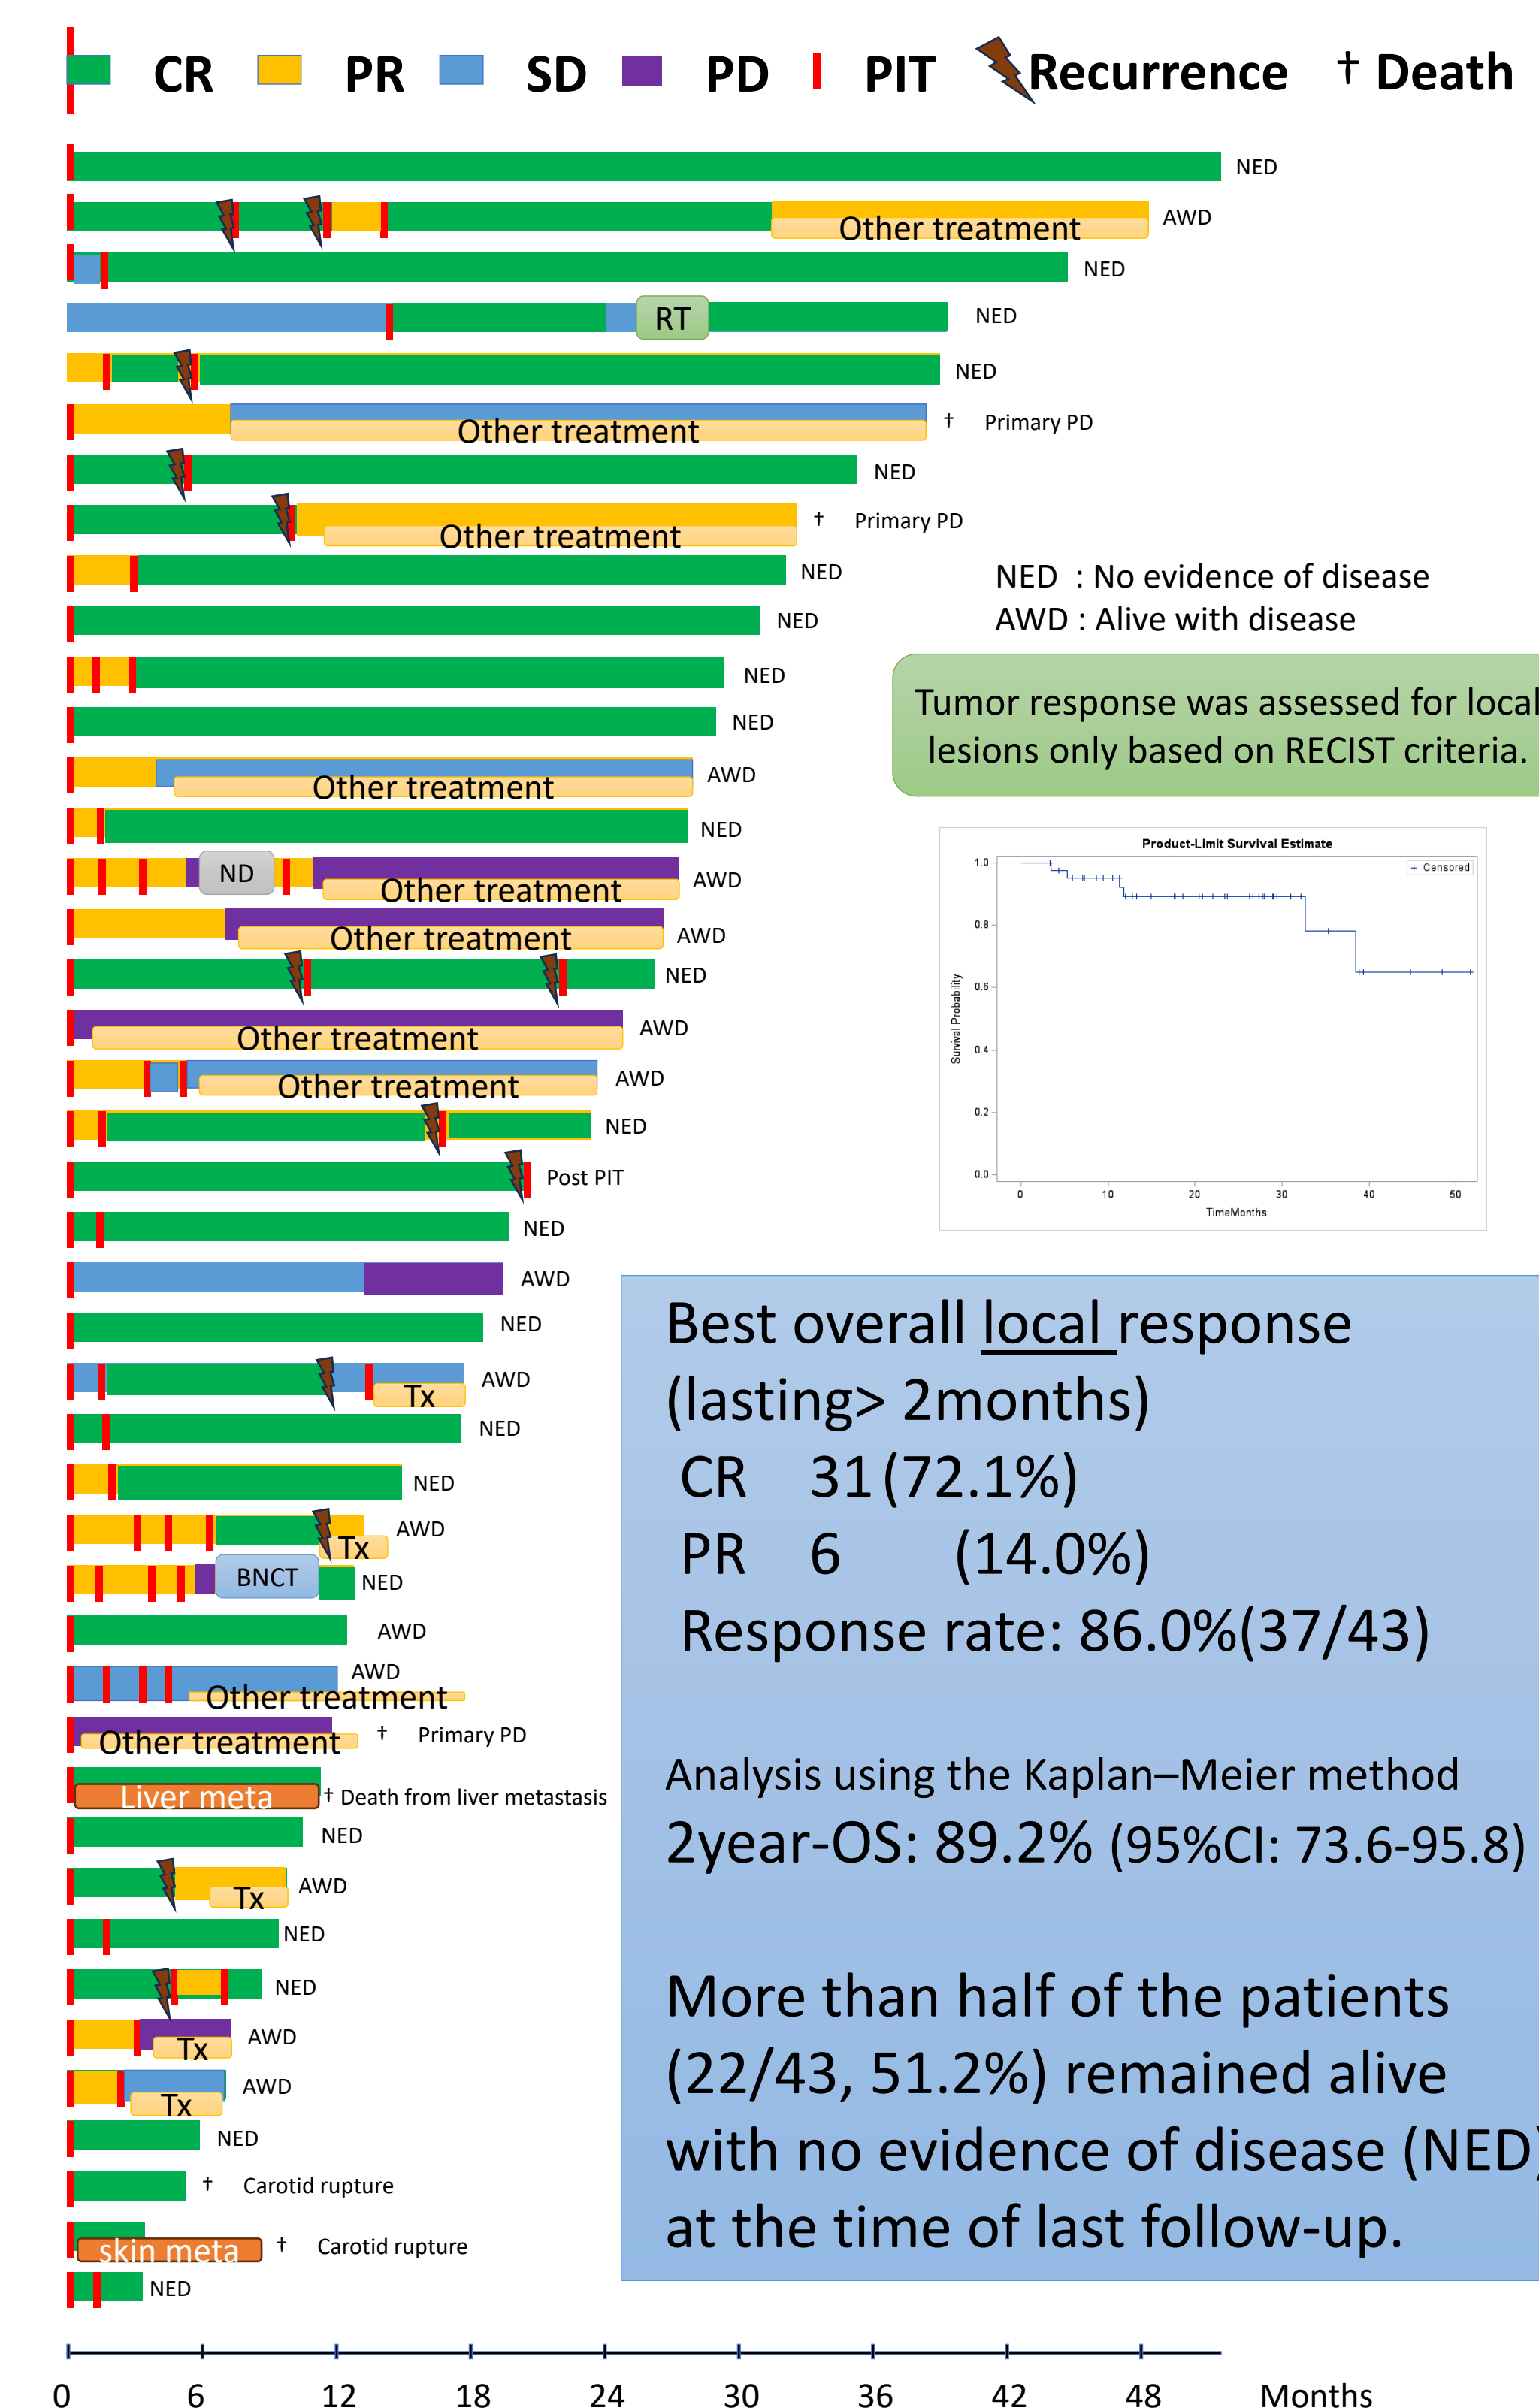 CR PR SD PD PIT Recurrence † Death
NED
Other treatment AWD
NED
RT NED
NED
Other treatment † Primary PD
NED
Other treatment † Primary PD
NED
NED : No evidence of disease
AWD : Alive with disease
NED
NED
Tumor response was assessed for local
lesions only based on RECIST criteria.
NED
Other treatment AWD
NED
ND Other treatment AWD
Other treatment AWD
NED
Other treatment AWD
Other treatment AWD
NED
Post PIT
NED
AWD
NED
Tx AWD
NED
NED
Tx AWD
BNCT NED
AWD
AWD
Other treatment
Other treatment † Primary PD
Liver meta † Death from liver metastasis
NED
Tx AWD
NED
NED
Tx AWD
Tx AWD
NED
† Carotid rupture
skin meta † Carotid rupture
NED
0 6 12 18 24 30 36 42 48 Months
Product-Limit Survival Estimate
+ Censored
1.0
0.8
0.6
0.4
0.2
0.0
Survival Probability
0 10 20 30 40 50
TimeMonths
Best overall local response
(lasting> 2months)
CR 31 (72.1%)
PR 6 (14.0%)
Response rate: 86.0%(37/43)
Analysis using the Kaplan–Meier method
2year-OS: 89.2% (95%CI: 73.6-95.8)
More than half of the patients
(22/43, 51.2%) remained alive
with no evidence of disease (NED)
at the time of last follow-up.